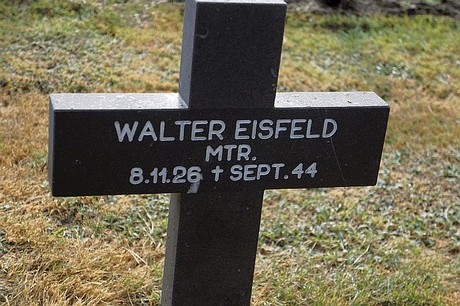 WALTER EISFELD
MTR.
8.11.26 † SEPT. 44